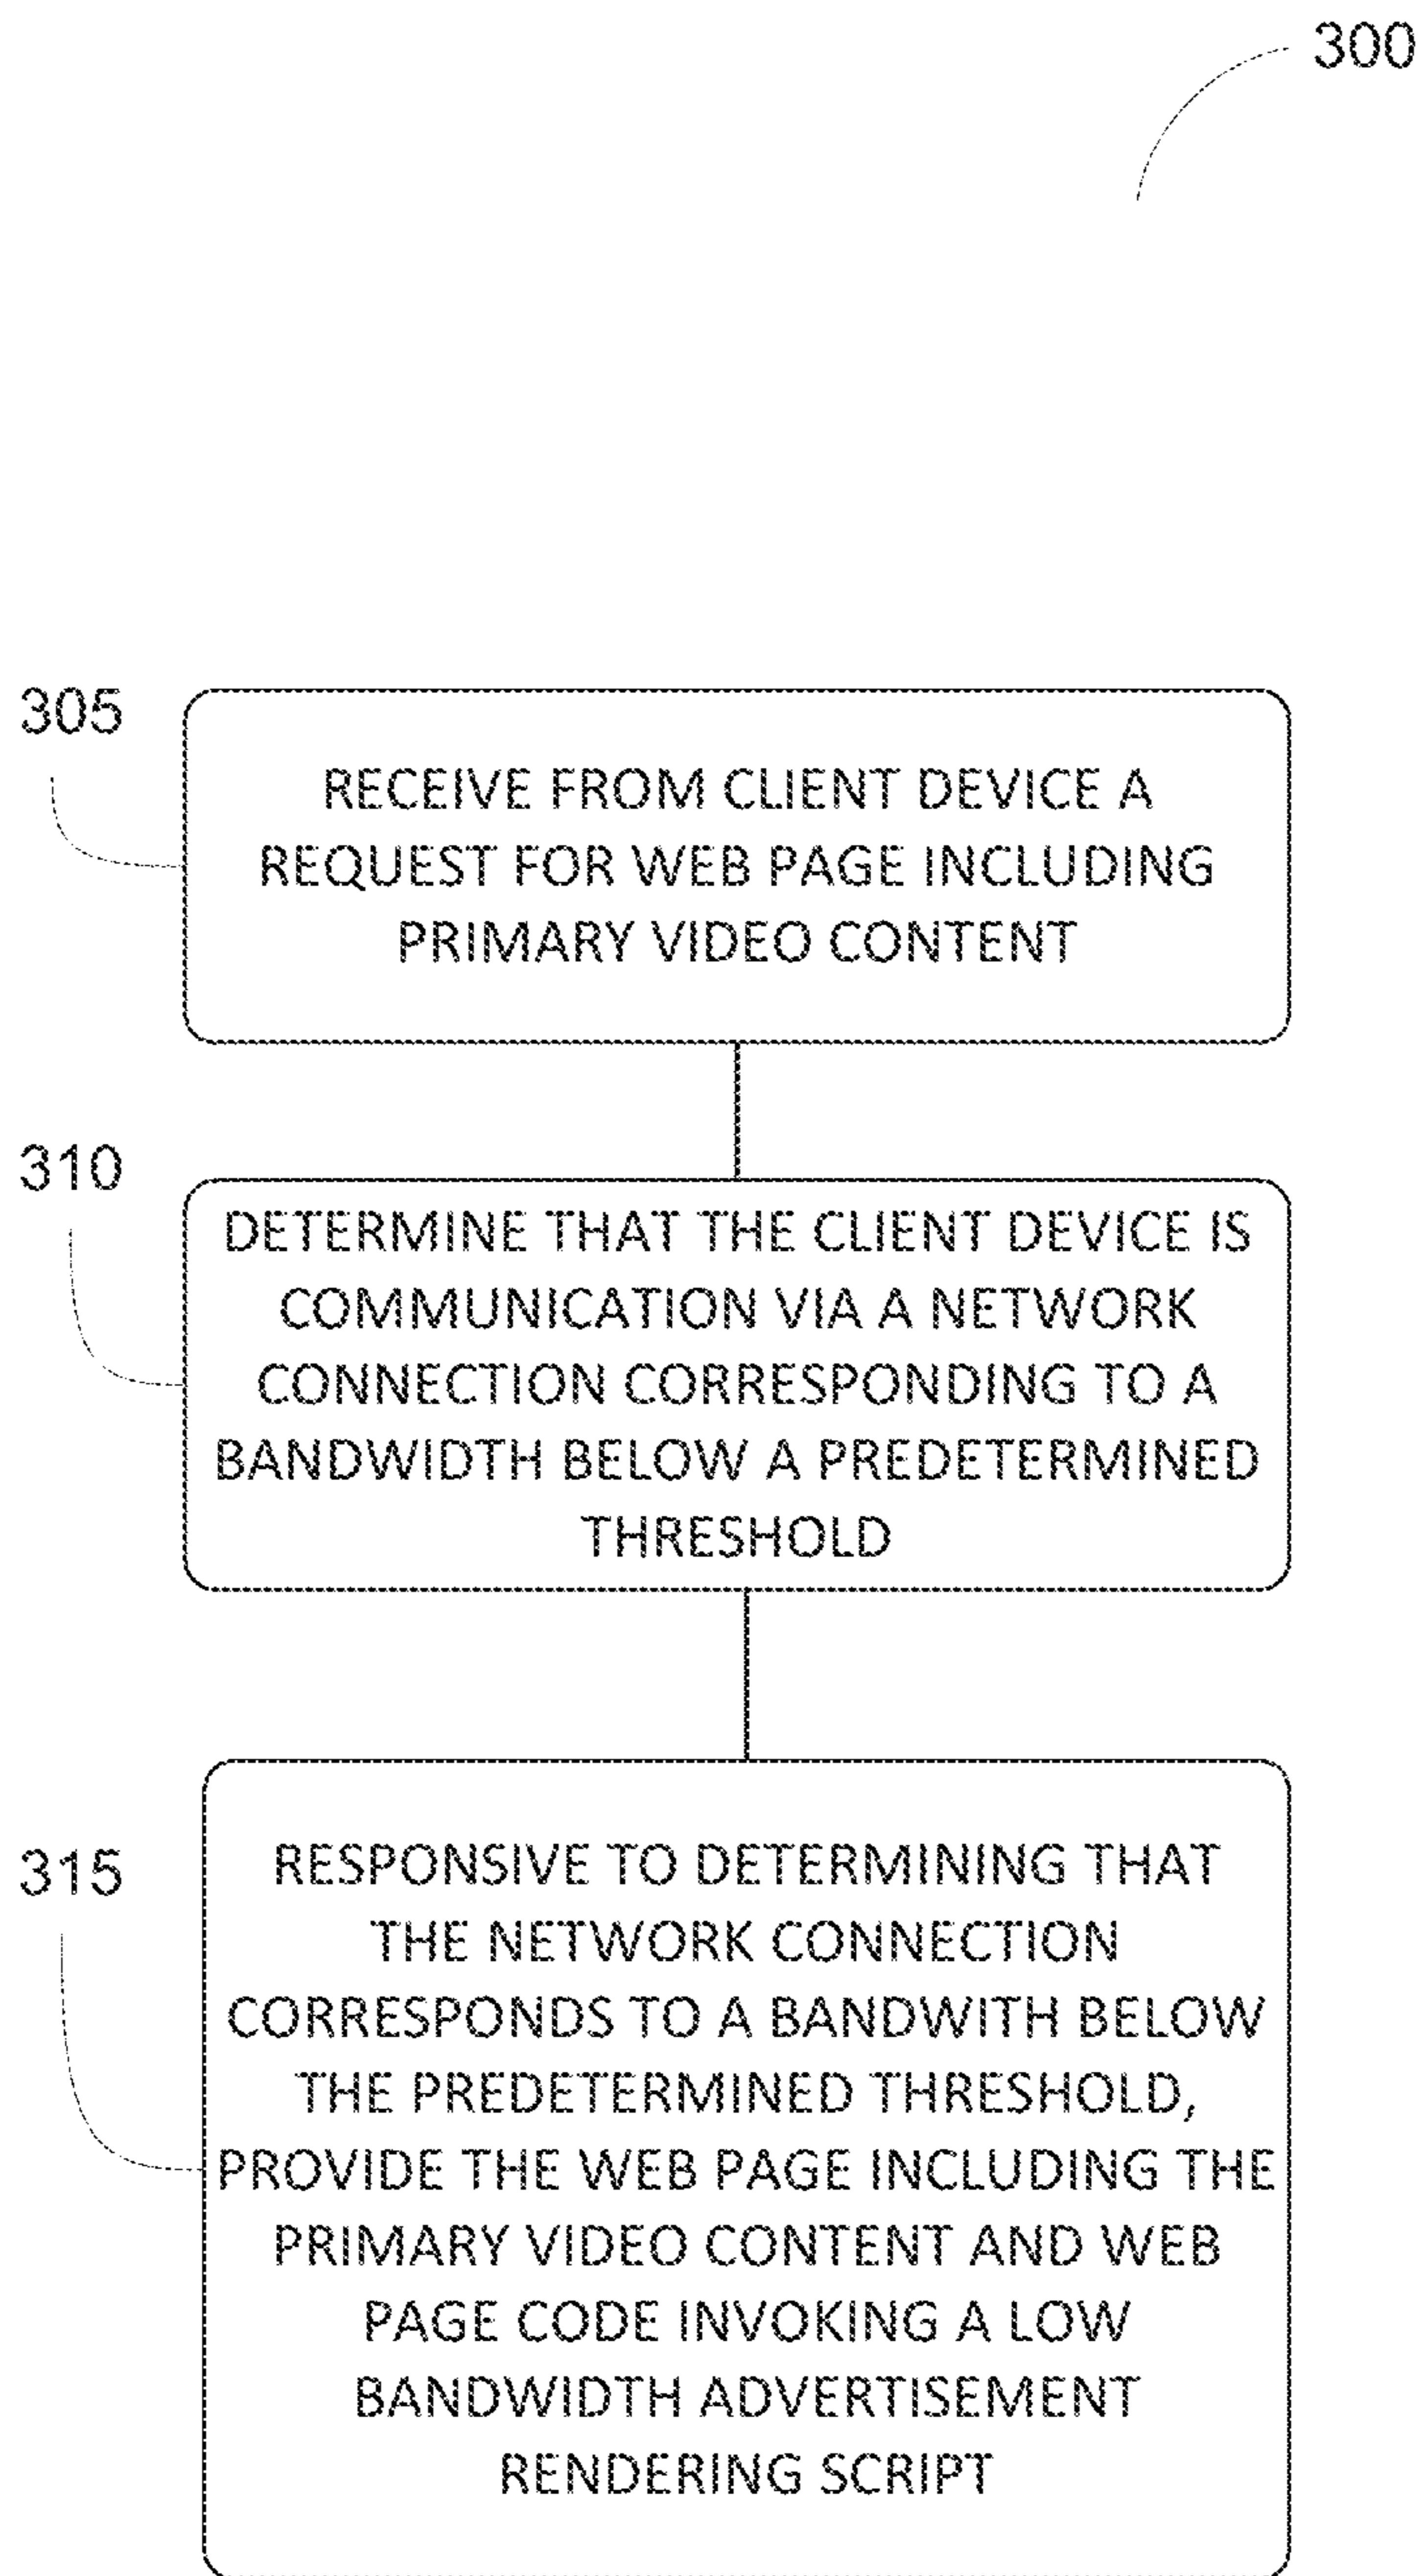 300
305
RECEIVE FROM CLIENT DEVICE A
REQUEST FOR WEB PAGE INCLUDING
PRIMARY VIDEO CONTENT
310
DETERMINE THAT THE CLIENT DEVICE IS
COMMUNICATION VIA A NETWORK
CONNECTION CORRESPONDING TO A
BANDWIDTH BELOW A PREDETERMINED
THRESHOLD
315
RESPONSIVE TO DETERMINING THAT
THE NETWORK CONNECTION
CORRESPONDS TO A BANDWITH BELOW
THE PREDETERMINED THRESHOLD,
PROVIDE THE WEB PAGE INCLUDING THE
PRIMARY VIDEO CONTENT AND WEB
PAGE CODE INVOKING A LOW
BANDWIDTH ADVERTISEMENT
RENDERING SCRIPT